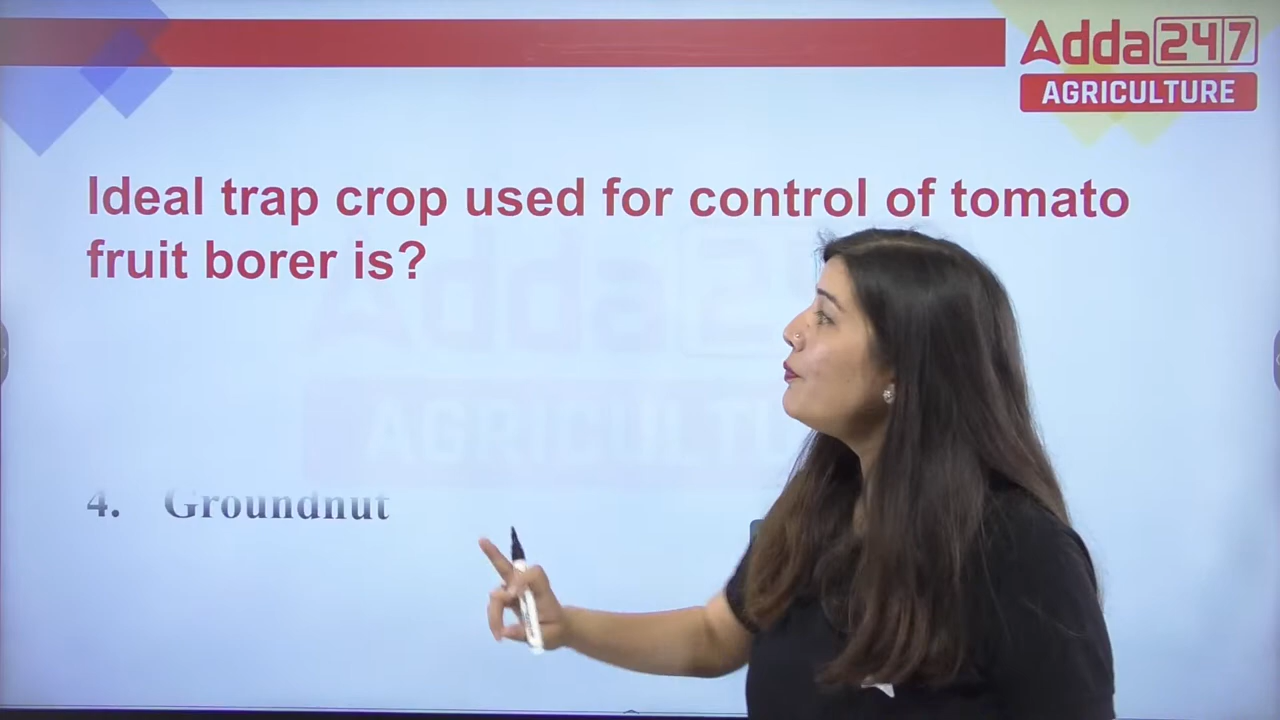 Adda247
AGRICULTURE
Ideal trap crop used for control of tomato
fruit borer is?
4. Groundnut